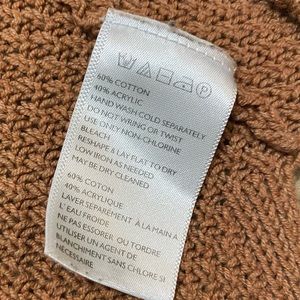 60% COTTON
40% ACRYLIC
HAND WASH COLD SEPARATELY
DO NOT WRING OR TWIST
USE ONLY NON-CHLORINE
BLEACH
RESHAPE & LAY FLAT TO DRY
LOW IRON AS NEEDED
MAY BE DRY CLEANED
60% COTON
40% ACRYLIQUE
LAVER SEPARÉMENT À LA MAIN A
L' EAU FROIDE
NE PAS ESSORER OU TORDRE
UTILISER UN AGENT DE
BLANCHIMENT SANS CHLORE SI
NÉCESSAIRE